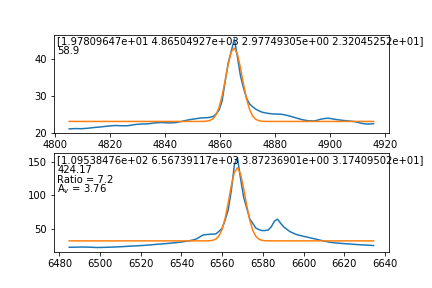 [1.97809647e+01 4.86504927e+03 2.97749305e+00 2.32045252e+01]
58.9
40
30
20
4800 4820 4840 4860 4880 4900 4920
[1.09538476e+02 6.56739117e+03 3.87236901e+00 3.17409502e+01]
424.17
Ratio = 7.2
Aᵥ = 3.76
150
100
50
6480 6500 6520 6540 6560 6580 6600 6620 6640